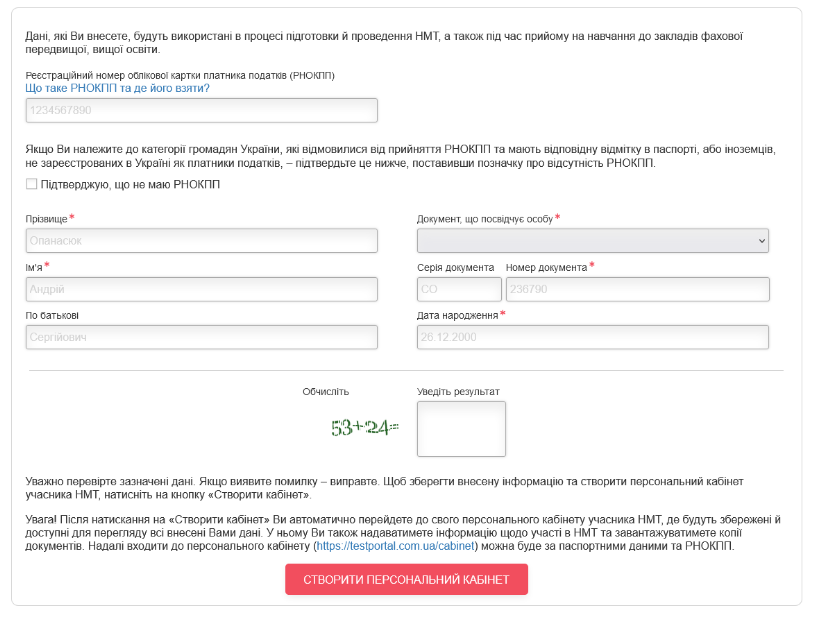 Дані, які Ви внесете, будуть використані в процесі підготовки й проведення НМТ, а також під час прийому на навчання до закладів фахової
передвищої, вищої освіти.
Реєстраційний номер облікової картки платника податків (РНОКПП)
Що таке РНОКПП та де його взяти?
1234567890
Якщо Ви належите до категорії громадян України, які відмовилися від прийняття РНОКПП та мають відповідну відмітку в паспорті, або іноземців,
не зареєстрованих в Україні як платники податків, – підтвердьте це нижче, поставивши позначку про відсутність РНОКПП.
Підтверджую, що не маю РНОКПП
Прізвище*
Документ, що посвідчує особу*
Опанасюк
Ім'я*
Серія документа Номер документа*
Андрій
СО 236790
По батькові
Дата народження*
Сергійович
26.12.2000
Обчисліть
Уведіть результат
53+24=
Уважно перевірте зазначені дані. Якщо виявите помилку – виправте. Щоб зберегти внесену інформацію та створити персональний кабінет
учасника НМТ, натисніть на кнопку «Створити кабінет».
Увага! Після натискання на «Створити кабінет» Ви автоматично перейдете до свого персонального кабінету учасника НМТ, де будуть збережені й
доступні для перегляду всі внесені Вами дані. У ньому Ви також надаватимете інформацію щодо участі в НМТ та завантажуватимете копії
документів. Надалі входити до персонального кабінету (https://testportal.com.ua/cabinet) можна буде за паспортними даними та РНОКПП.
СТВОРИТИ ПЕРСОНАЛЬНИЙ КАБІНЕТ